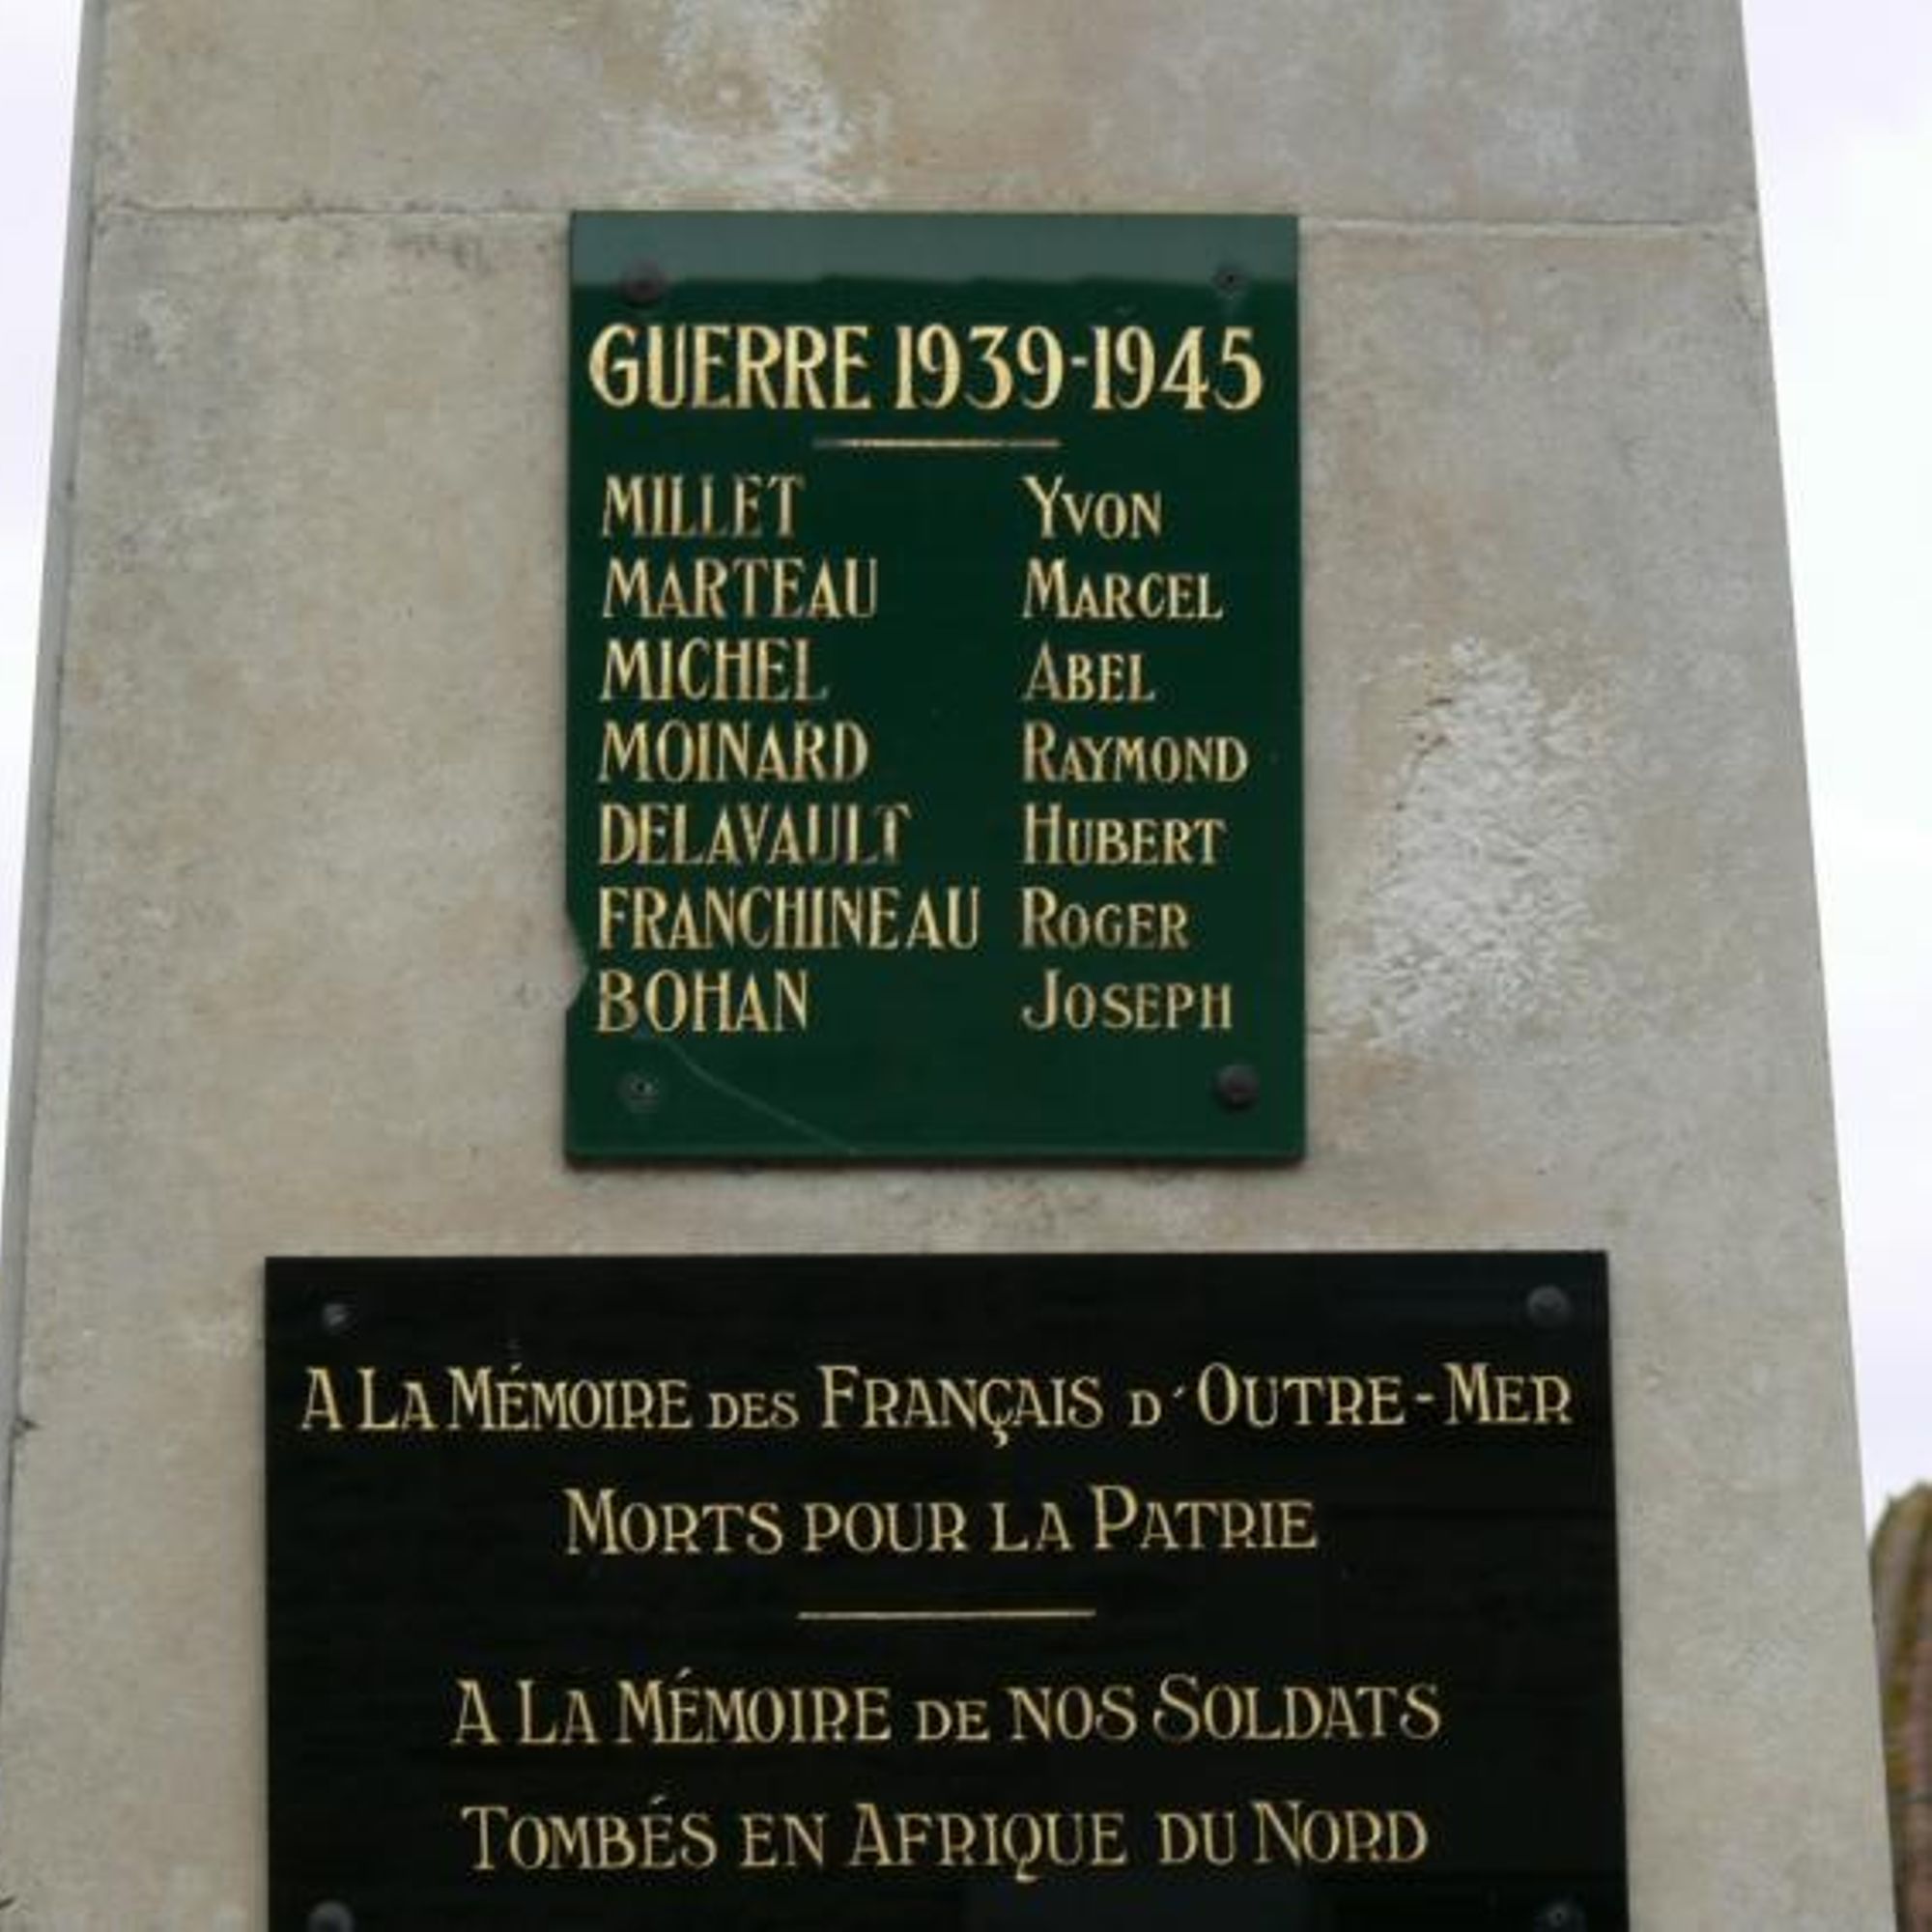 GUERRE 1939-1945
MILLET YVON
MARTEAU MARCEL
MICHEL ABEL
MOINARD RAYMOND
DELAVAULT HUBERT
FRANCHINEAU ROGER
BOHAN JOSEPH
A LA MÉMOIRE DES FRANÇAIS D'OUTRE-MER
MORTS POUR LA PATRIE
A LA MÉMOIRE DE NOS SOLDATS
TOMBÉS EN AFRIQUE DU NORD